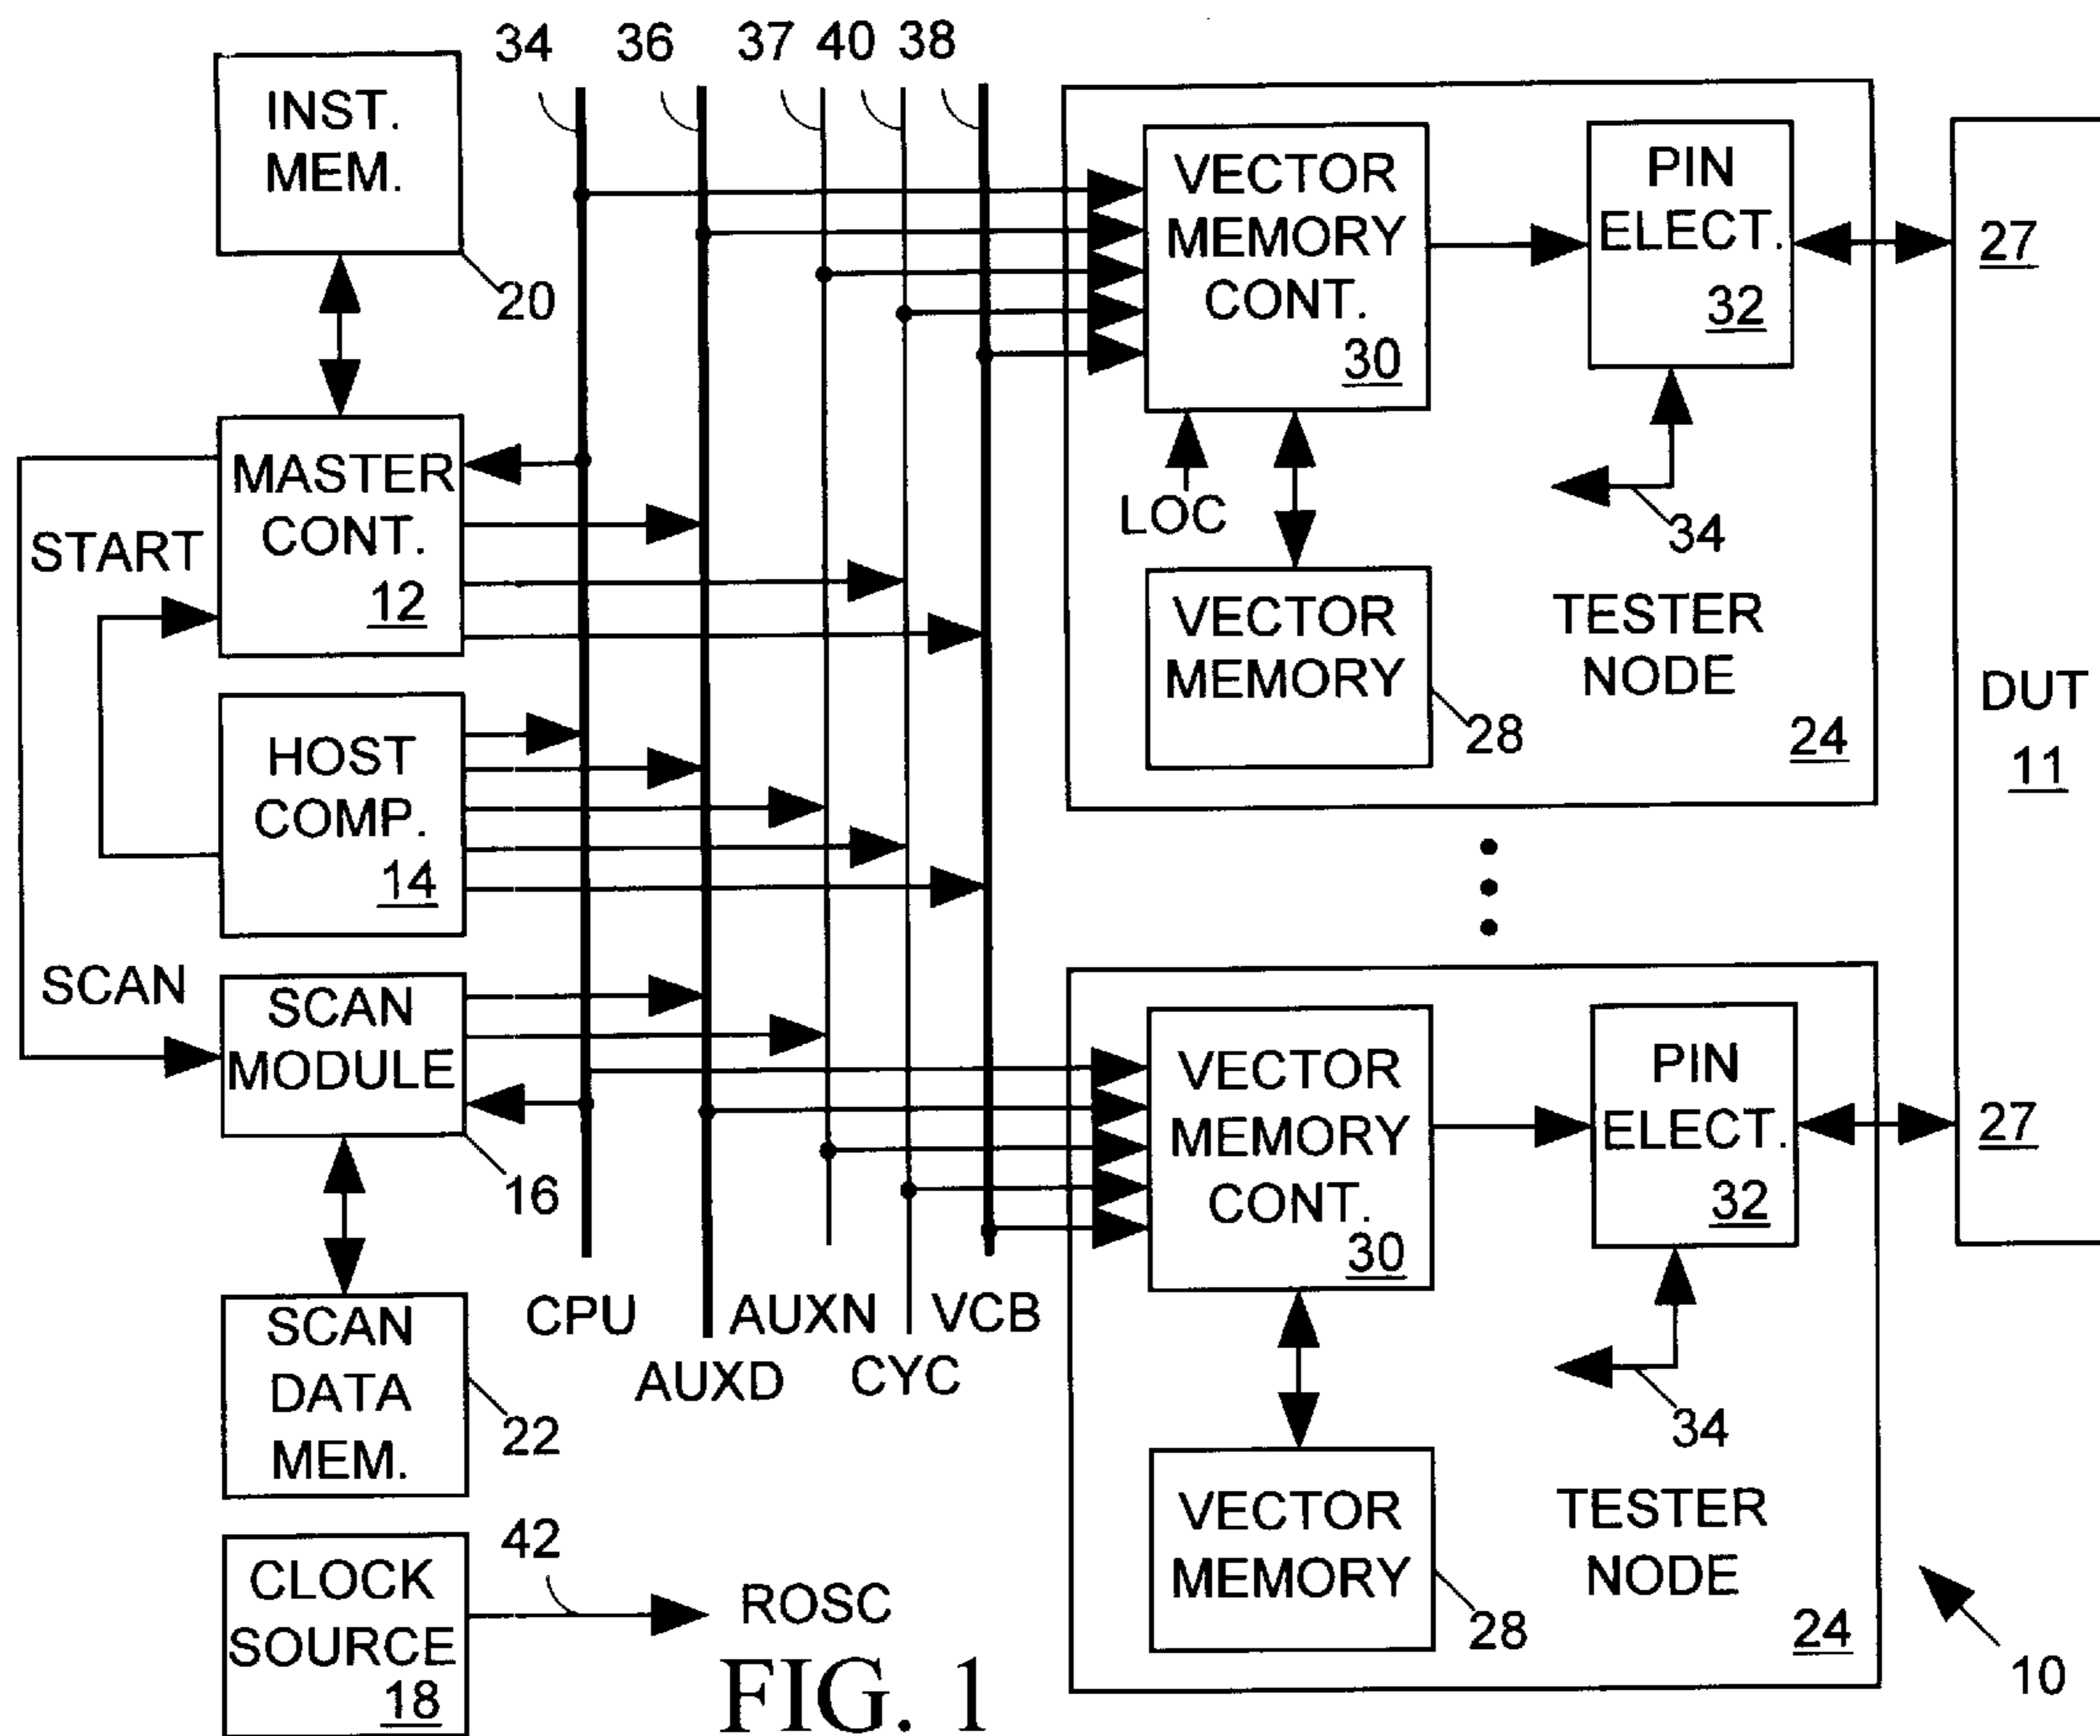 34 36 37 40 38
INST.
MEM.
20
MASTER
CONT.
12
START
HOST
COMP.
14
SCAN
SCAN
MODULE
16
SCAN
DATA
MEM.
22
CLOCK
SOURCE
18
42
ROSC
CPU
AUXD
AUXN
CYC
VCB
VECTOR
MEMORY
CONT.
30
PIN
ELECT.
32
27
LOC
34
VECTOR
MEMORY
28
TESTER
NODE
24
DUT
11
VECTOR
MEMORY
CONT.
30
PIN
ELECT.
32
27
34
VECTOR
MEMORY
28
TESTER
NODE
24
10
FIG. 1